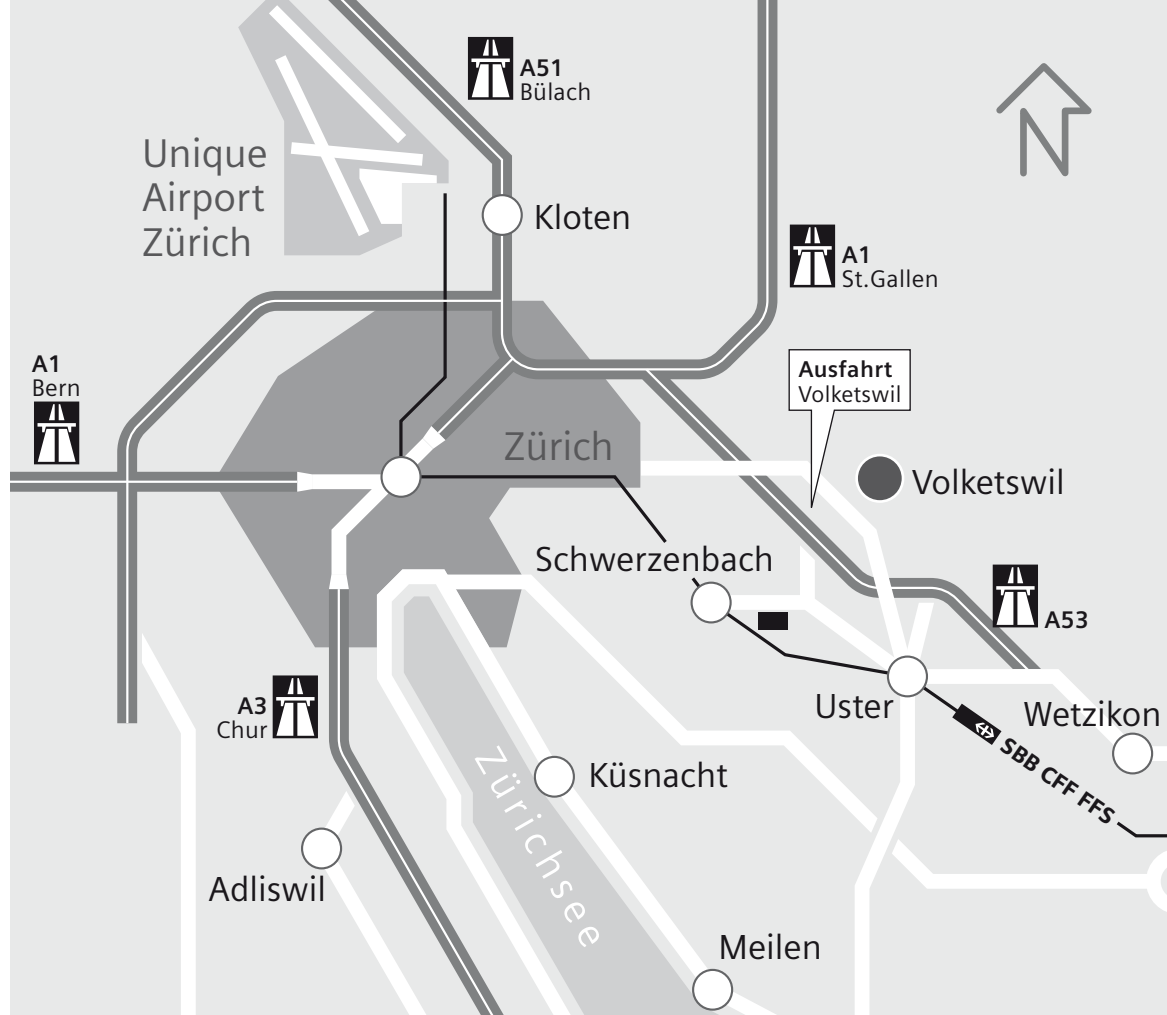 A51
Bülach
N
Unique
Airport
Zürich
Kloten
A1
St.Gallen
A1
Bern
Ausfahrt
Volketswil
Zürich
Volketswil
Schwerzenbach
A53
A3
Chur
Uster
Wetzikon
SBB CFF FFS
Küsnacht
Zürichsee
Adliswil
Meilen